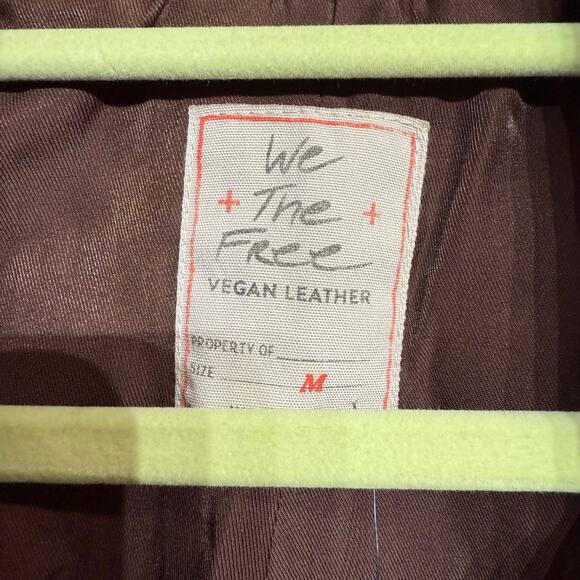 We
+ The +
Free
VEGAN LEATHER
PROPERTY OF
SIZE M